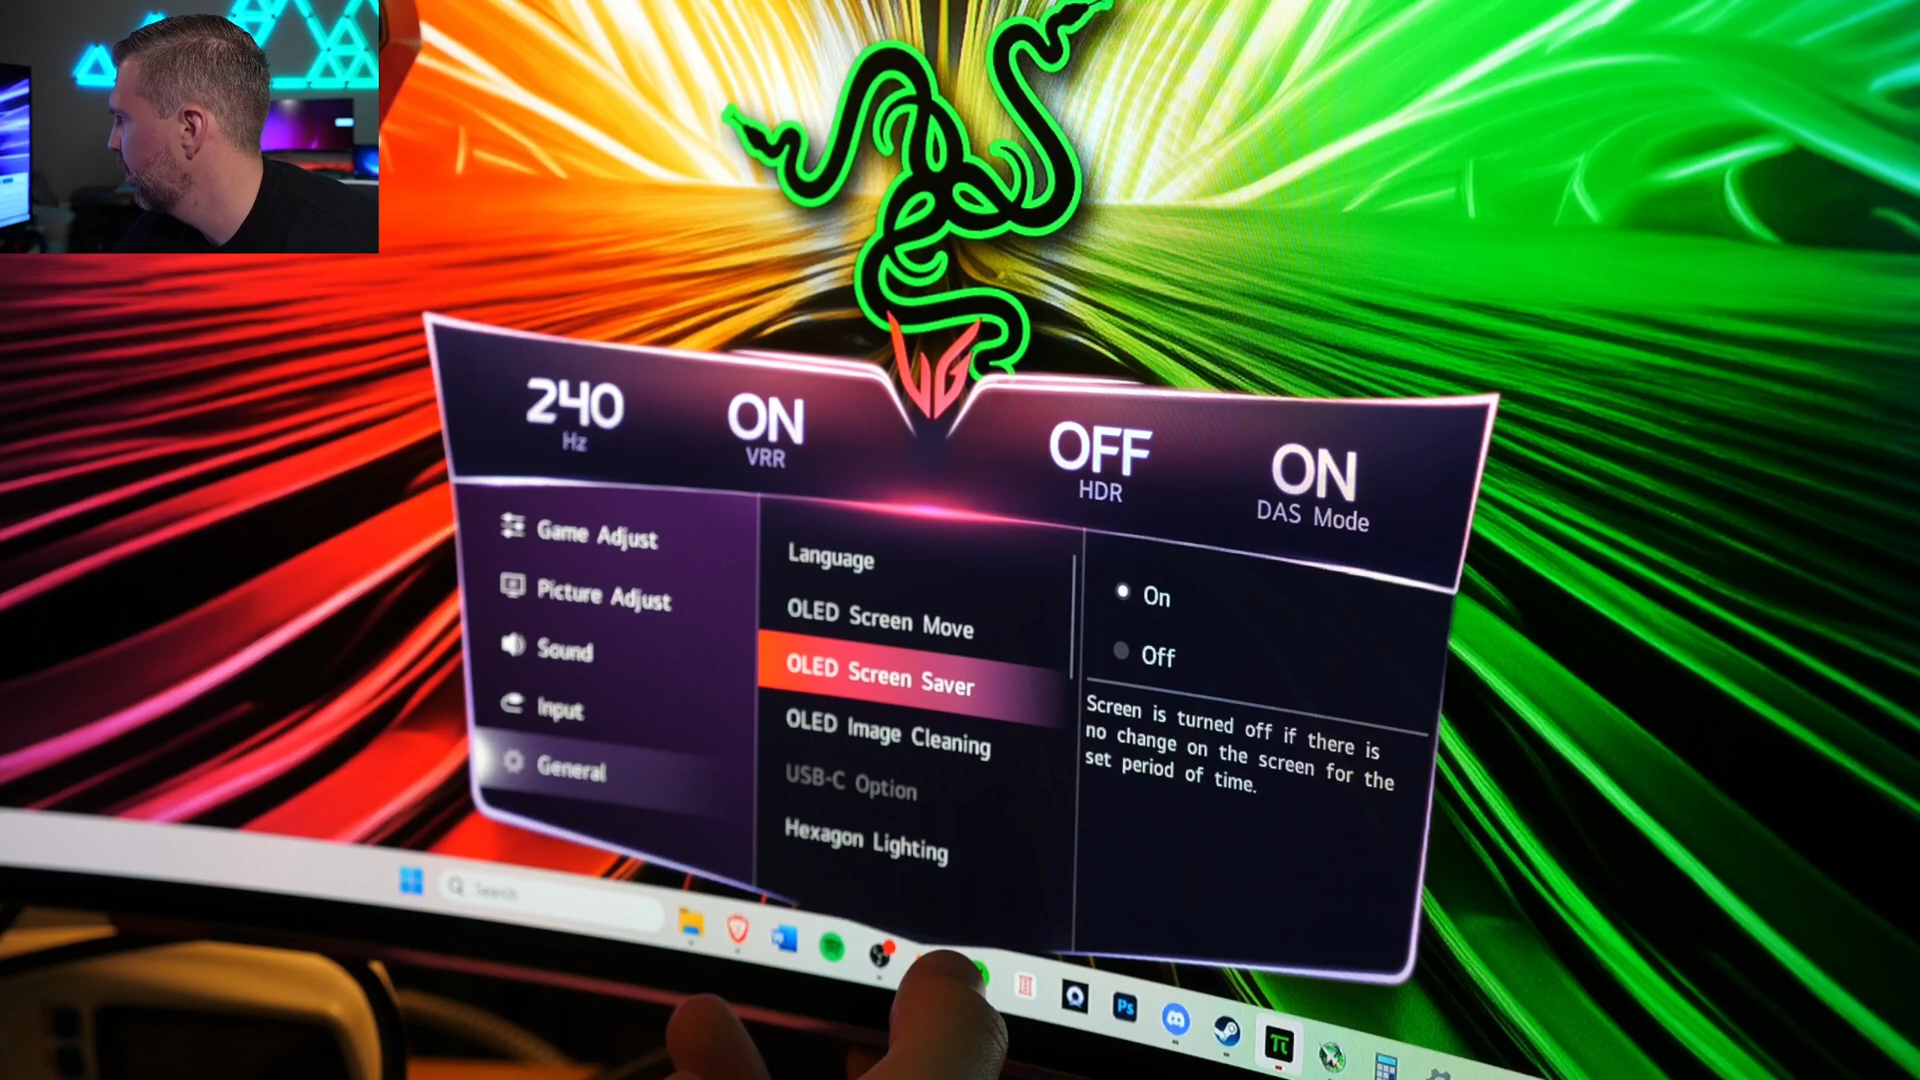 240
Hz
ON
VRR
OFF
HDR
ON
DAS Mode
Game Adjust
Picture Adjust
Sound
Input
General
Language
OLED Screen Move
OLED Screen Saver
OLED Image Cleaning
USB-C Option
Hexagon Lighting
On
Off
Screen is turned off if there is
no change on the screen for the
set period of time.
Search
Ps